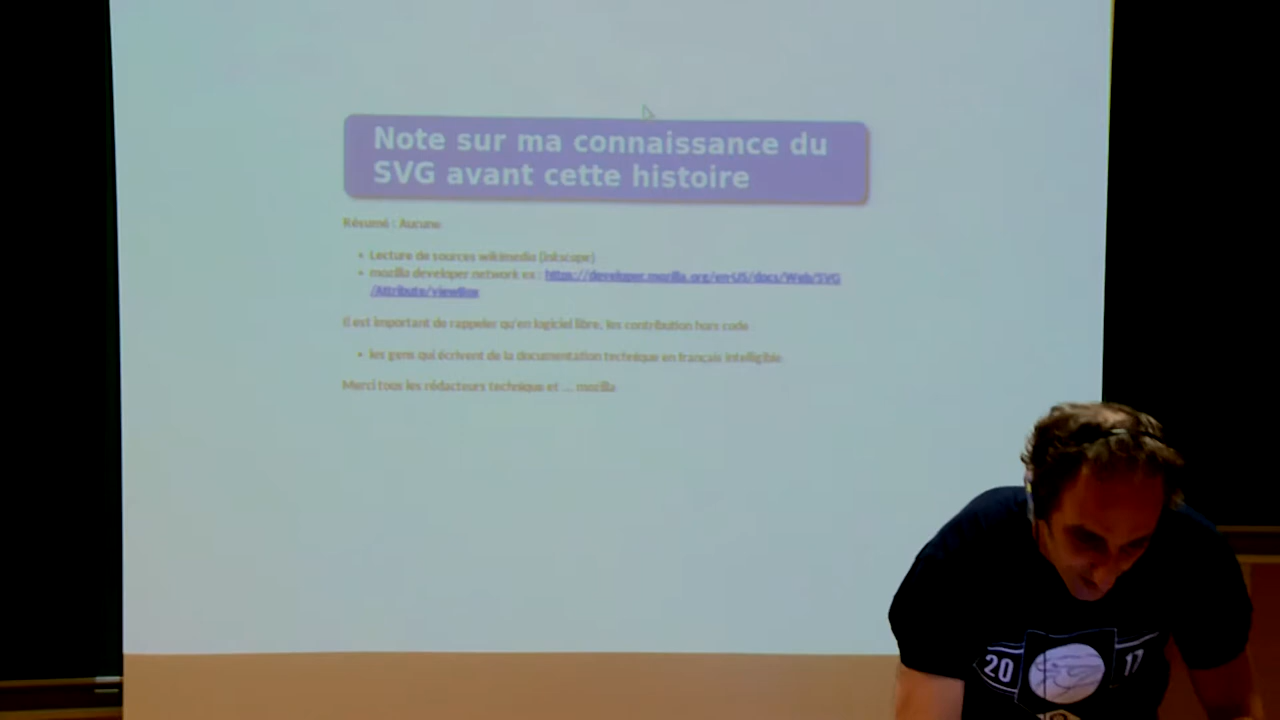 Note sur ma connaissance du
SVG avant cette histoire
Résumé : Aucune
• Lecture de sources wikimedia (inkscape)
• mozilla developer network ex : https://developer.mozilla.org/en-US/docs/Web/SVG
/Attribute/viewBox
Il est important de rappeler qu'en logiciel libre, les contribution hors code
• les gens qui écrivent de la documentation technique en français intelligible
Merci tous les rédacteurs technique et ... mozilla
20 17